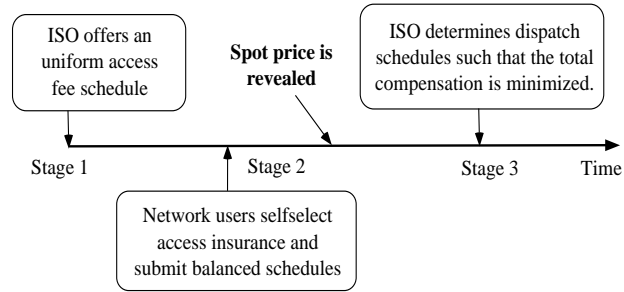 ISO offers an
uniform access
fee schedule
Spot price is
revealed
ISO determines dispatch
schedules such that the total
compensation is minimized.
Stage 1
Stage 2
Stage 3
Time
Network users selfselect
access insurance and
submit balanced schedules